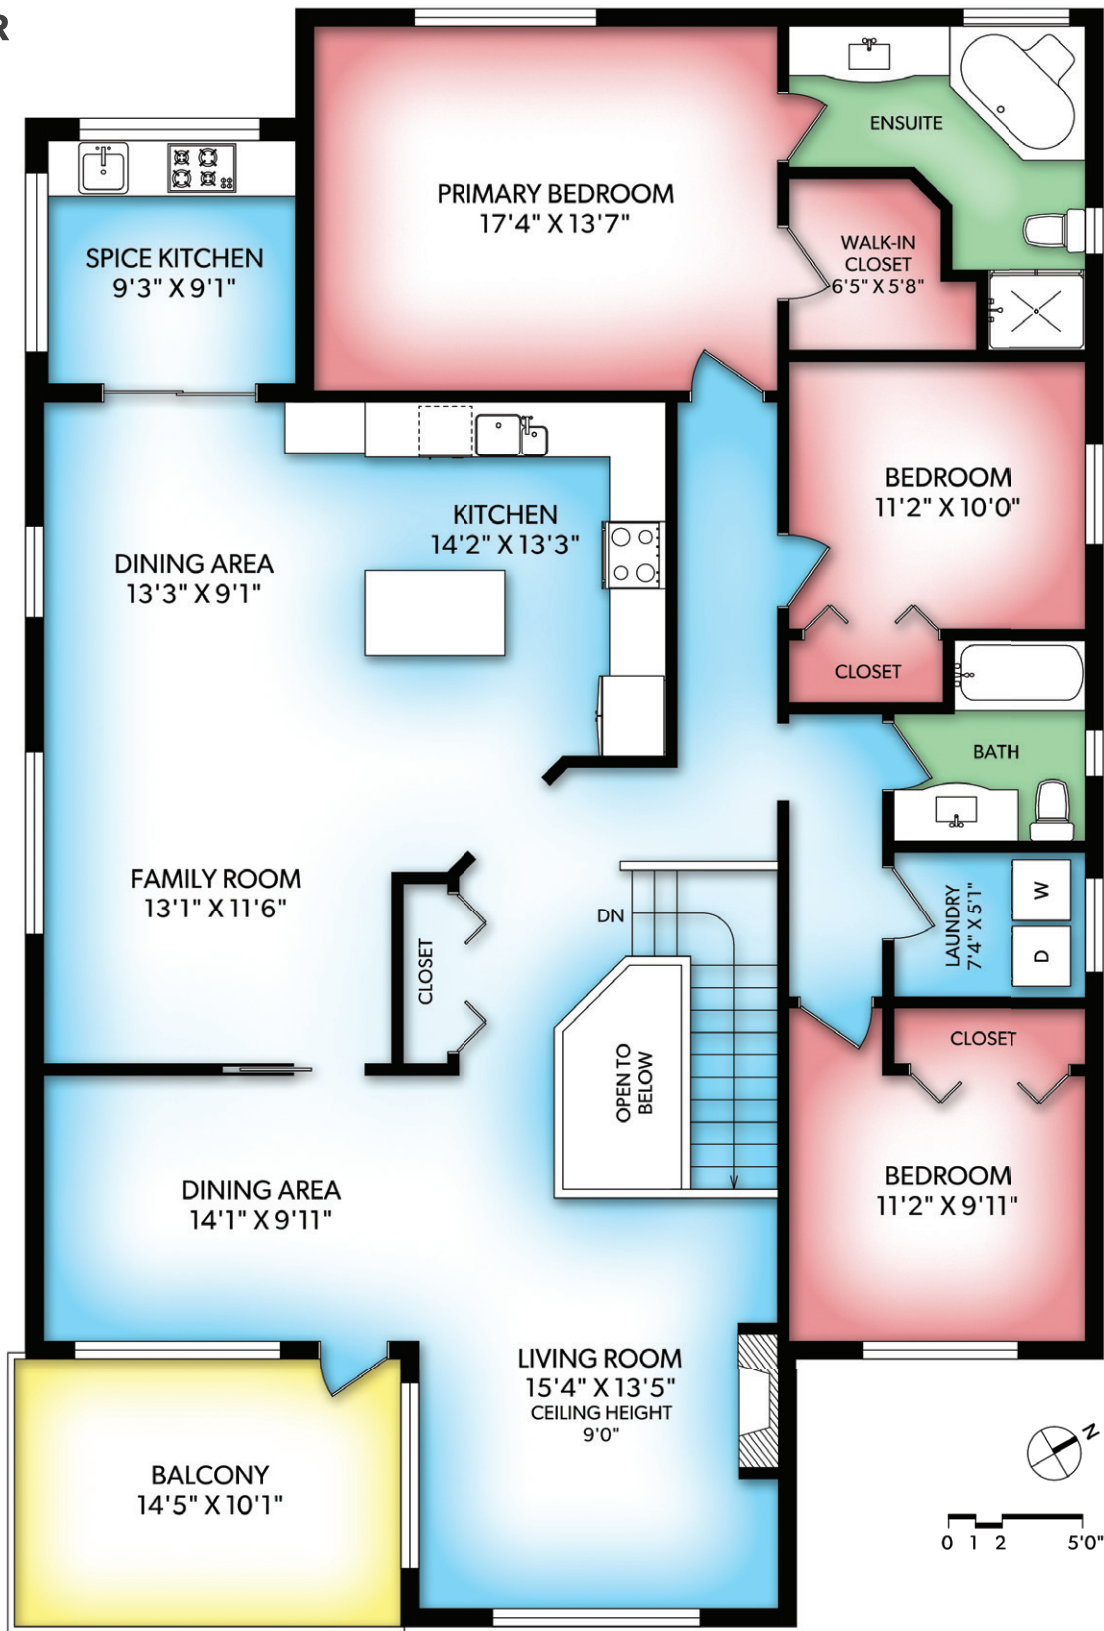 R
ENSUITE
PRIMARY BEDROOM
17'4" X 13'7"
WALK-IN
CLOSET
6'5" X 5'8"
SPICE KITCHEN
9'3" X 9'1"
BEDROOM
11'2" X 10'0"
KITCHEN
14'2" X 13'3"
DINING AREA
13'3" X 9'1"
CLOSET
BATH
FAMILY ROOM
13'1" X 11'6"
CLOSET
DN
LAUNDRY
7'4" X 5'1"
W
D
OPEN TO
BELOW
CLOSET
DINING AREA
14'1" X 9'11"
BEDROOM
11'2" X 9'11"
LIVING ROOM
15'4" X 13'5"
CEILING HEIGHT
9'0"
BALCONY
14'5" X 10'1"
N
0 1 2 5'0"